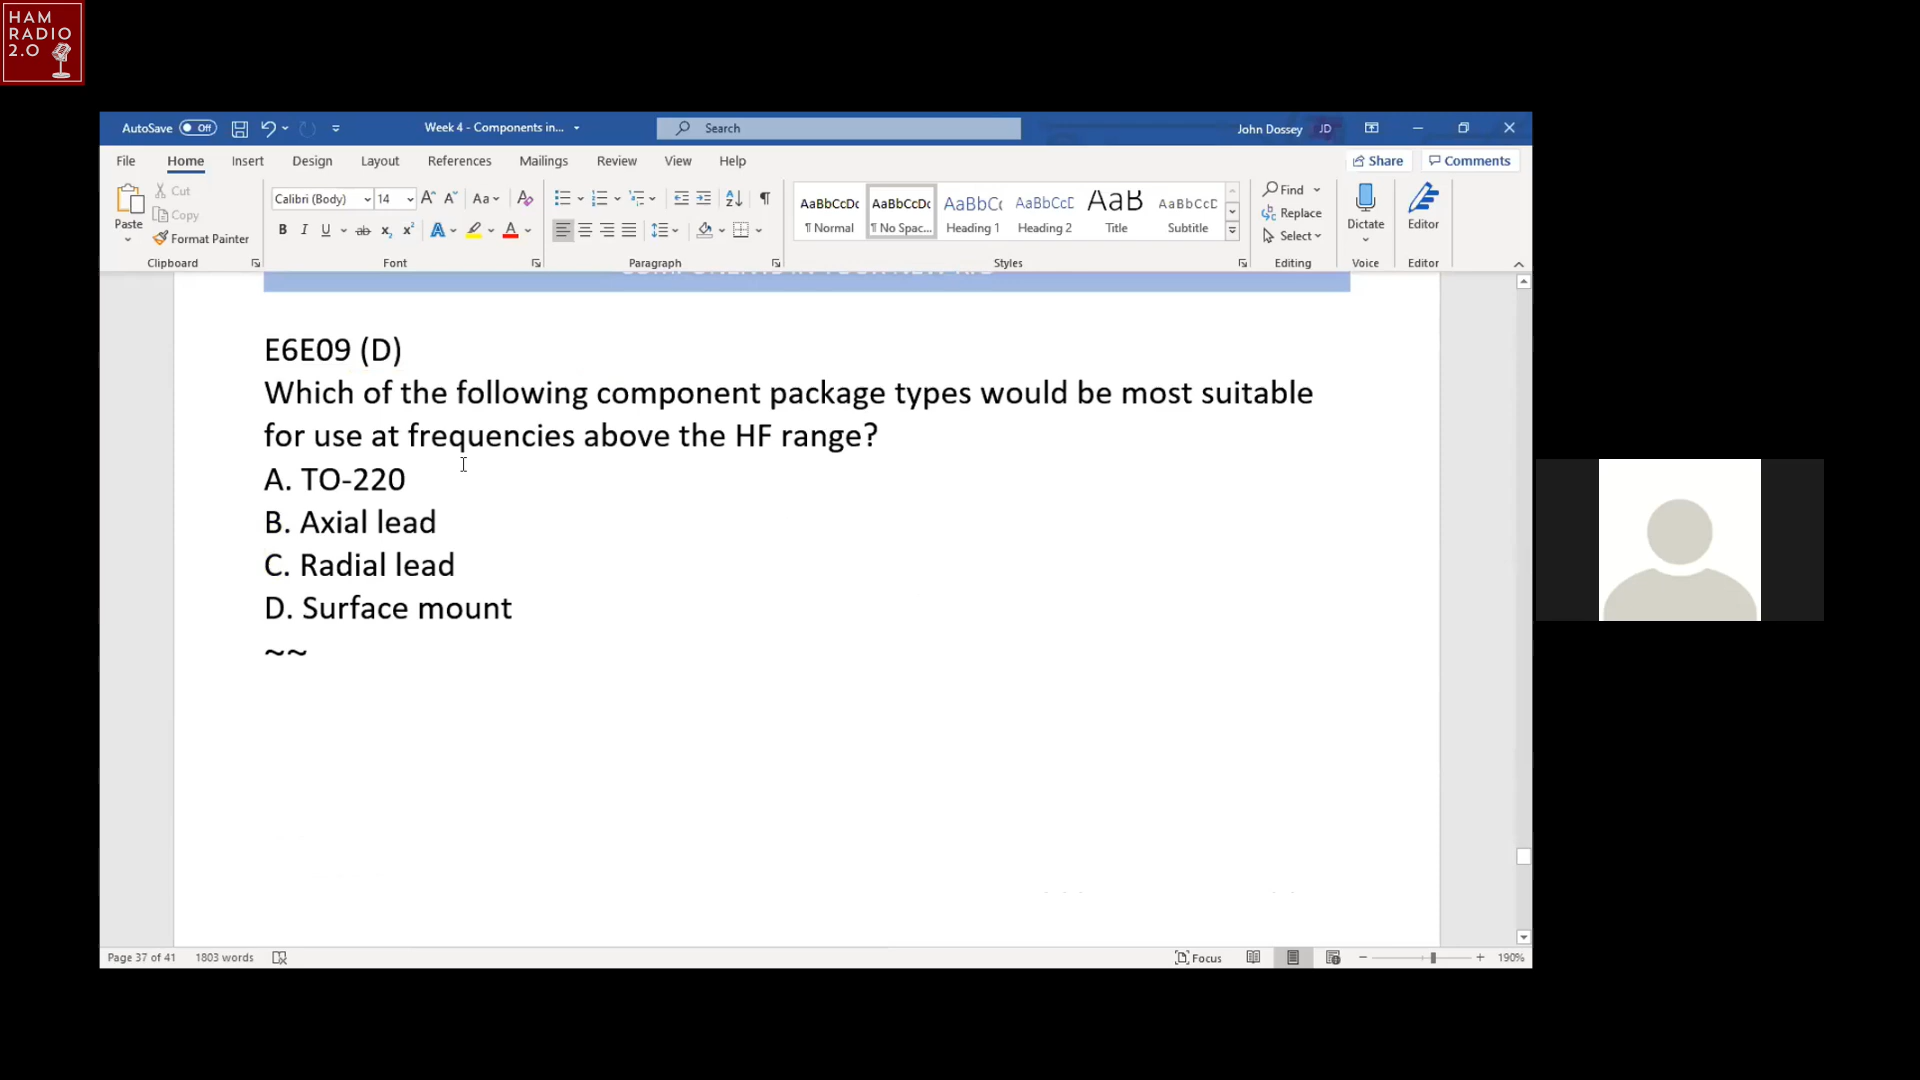 HAM
RADIO
2.0
AutoSave Off
Week 4 - Components in...
Search
John Dossey JD
File Home Insert Design Layout References Mailings Review View Help
Share Comments
Paste
Cut
Copy
Format Painter
Clipboard
Calibri (Body) 14
Font
Paragraph
AaBbCcDc AaBbCcDc AaBbCc AaBbCcD AaB AaBbCcD
¶ Normal ¶ No Spac... Heading 1 Heading 2 Title Subtitle
Styles
Find
Replace
Select
Editing
Dictate
Voice
Editor
Editor
E6E09 (D)
Which of the following component package types would be most suitable
for use at frequencies above the HF range?
A. TO-220
B. Axial lead
C. Radial lead
D. Surface mount
~~
Page 37 of 41 1803 words
Focus
190%